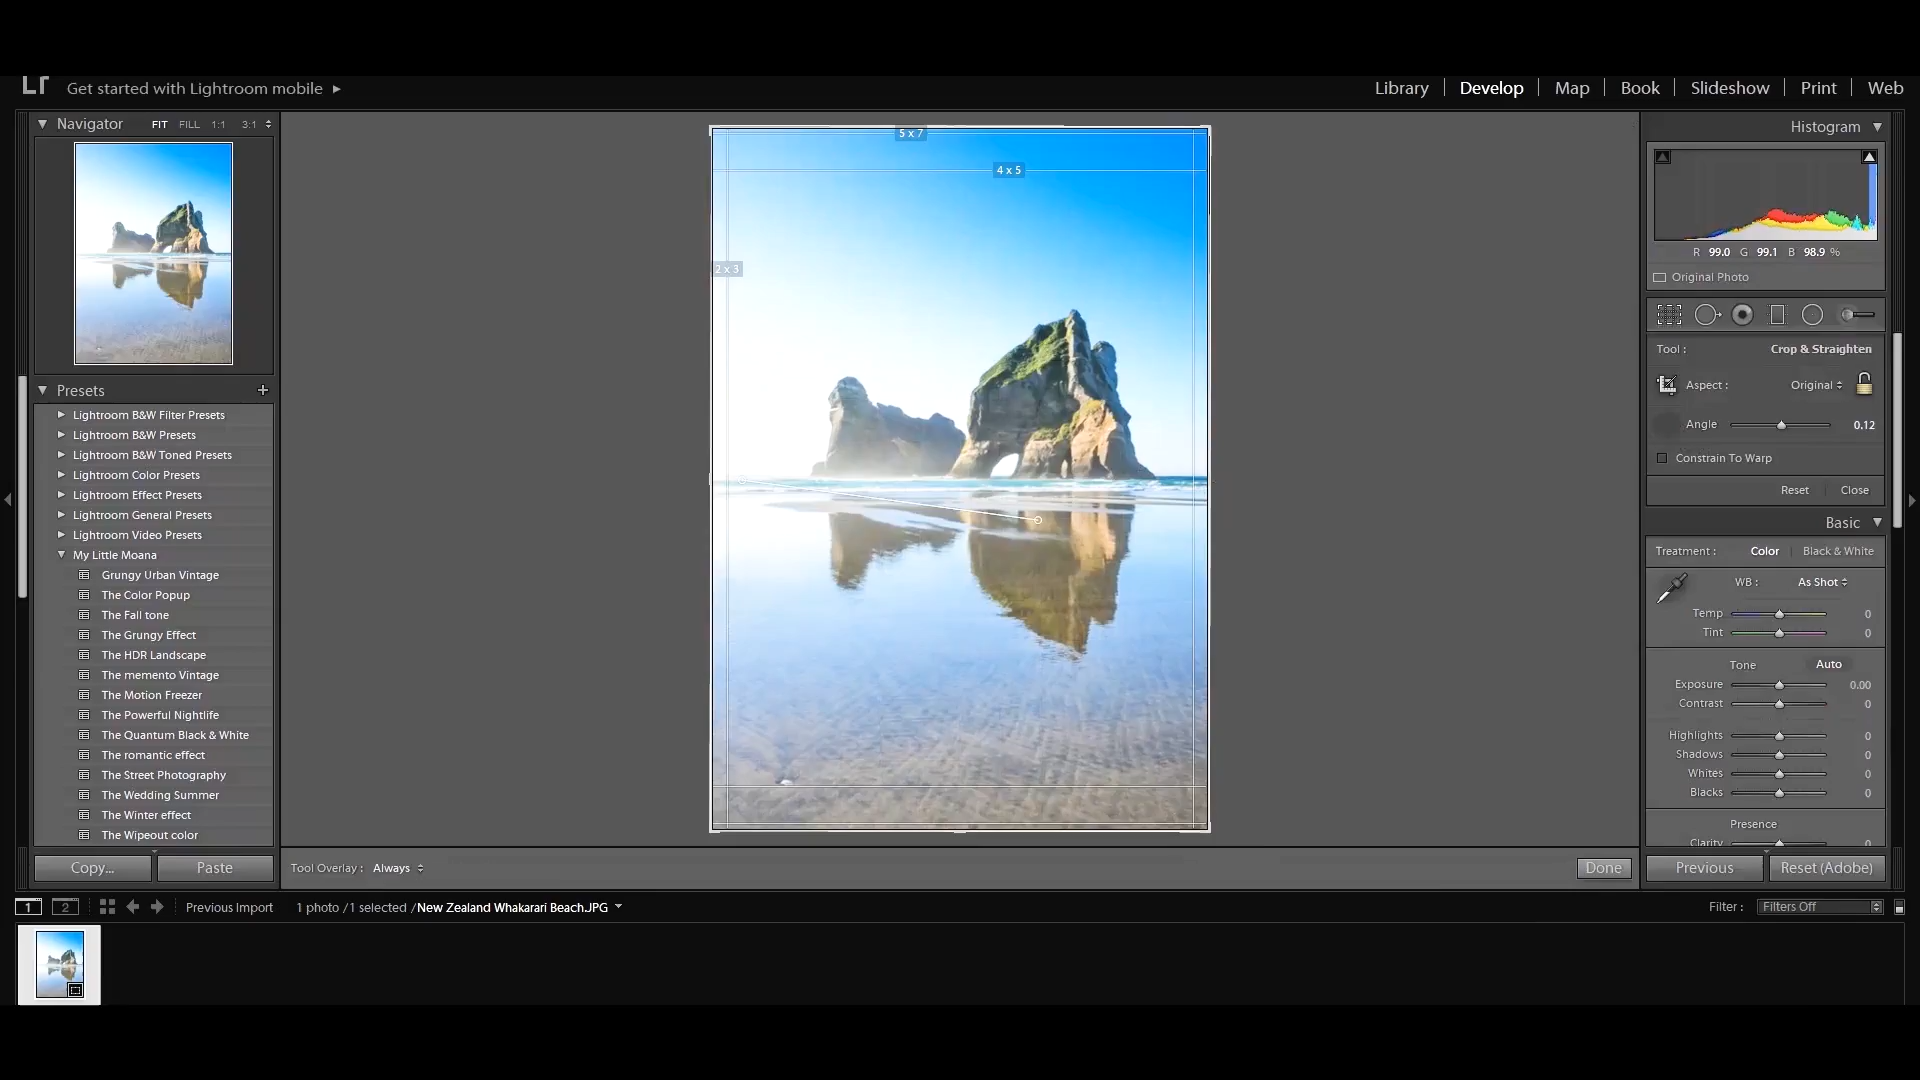 Lr Get started with Lightroom mobile ▶
Library | Develop | Map | Book | Slideshow | Print | Web
Navigator FIT FILL 1:1 3:1
Presets +
Lightroom B&W Filter Presets
Lightroom B&W Presets
Lightroom B&W Toned Presets
Lightroom Color Presets
Lightroom Effect Presets
Lightroom General Presets
Lightroom Video Presets
My Little Moana
Grungy Urban Vintage
The Color Popup
The Fall tone
The Grungy Effect
The HDR Landscape
The memento Vintage
The Motion Freezer
The Powerful Nightlife
The Quantum Black & White
The romantic effect
The Street Photography
The Wedding Summer
The Winter effect
The Wipeout color
Copy... Paste
5 x 7
4 x 5
2 x 3
Tool Overlay : Always Done
Histogram
R 99.0 G 99.1 B 98.9 %
Original Photo
Tool : Crop & Straighten
Aspect : Original
Angle 0.12
Constrain To Warp
Reset Close
Basic
Treatment : Color | Black & White
WB : As Shot
Temp 0
Tint 0
Tone Auto
Exposure 0.00
Contrast 0
Highlights 0
Shadows 0
Whites 0
Blacks 0
Presence
Clarity 0
Previous Reset (Adobe)
1 2 Previous Import 1 photo /1 selected /New Zealand Whakarari Beach.JPG
Filter : Filters Off